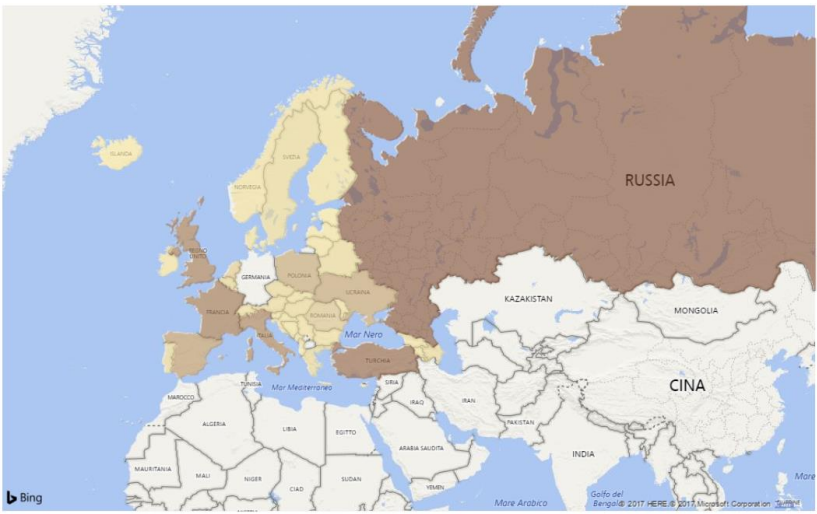 ISLANDA
SVEZIA
NORVEGIA
RUSSIA
REGNO
UNITO
GERMANIA
POLONIA
UCRAINA
KAZAKISTAN
MONGOLIA
FRANCIA
ROMANIA
ITALIA
Mar Nero
TURCHIA
CINA
TUNISIA
Mar Mediterraneo
SIRIA
MAROCCO
IRAQ
IRAN
ALGERIA
LIBIA
EGITTO
PAKISTAN
ARABIA SAUDITA
INDIA
MAURITANIA
MALI
NIGER
CIAD
SUDAN
YEMEN
Mare
Bing
Mare Arabico
Golfo del
Bengala
© 2017 HERE © 2017 Microsoft Corporation